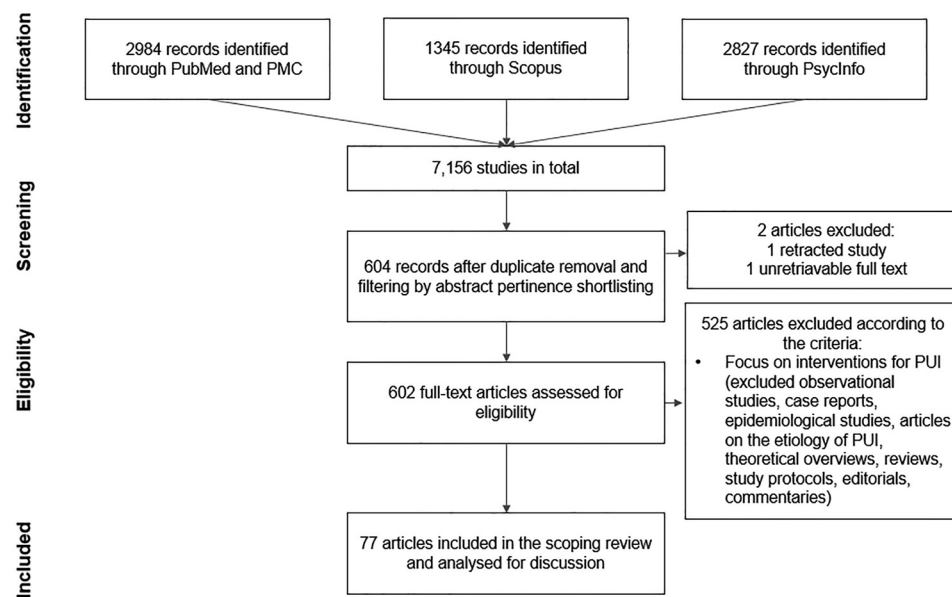 Identification
2984 records identified
through PubMed and PMC
1345 records identified
through Scopus
2827 records identified
through PsycInfo
7,156 studies in total
Screening
604 records after duplicate removal and
filtering by abstract pertinence shortlisting
2 articles excluded:
1 retracted study
1 unretriavable full text
Eligibility
602 full-text articles assessed for
eligibility
525 articles excluded according to
the criteria:
• Focus on interventions for PUI
(excluded observational
studies, case reports,
epidemiological studies, articles
on the etiology of PUI,
theoretical overviews, reviews,
study protocols, editorials,
commentaries)
Included
77 articles included in the scoping review
and analysed for discussion